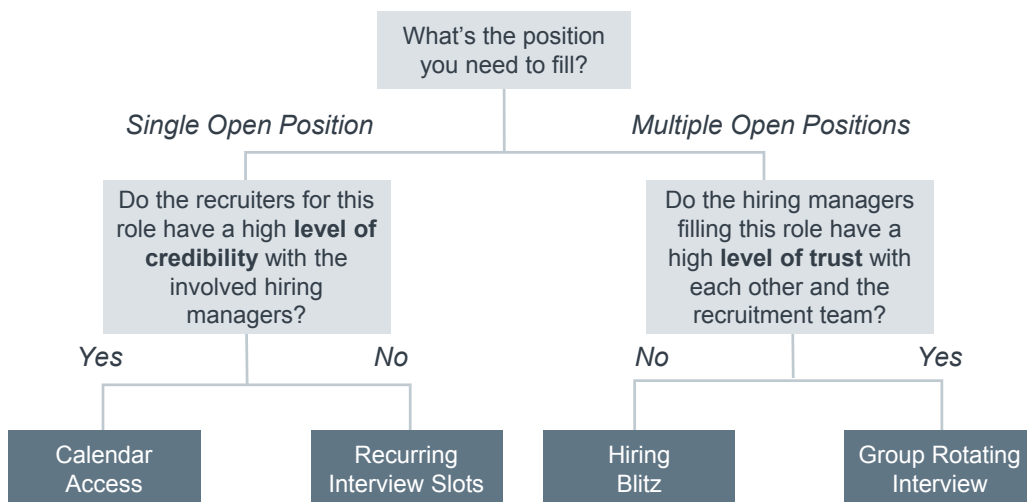 What's the position
you need to fill?
Single Open Position
Multiple Open Positions
Do the recruiters for this
role have a high level of
credibility with the
involved hiring
managers?
Do the hiring managers
filling this role have a
high level of trust with
each other and the
recruitment team?
Yes
No
No
Yes
Calendar
Access
Recurring
Interview Slots
Hiring
Blitz
Group Rotating
Interview